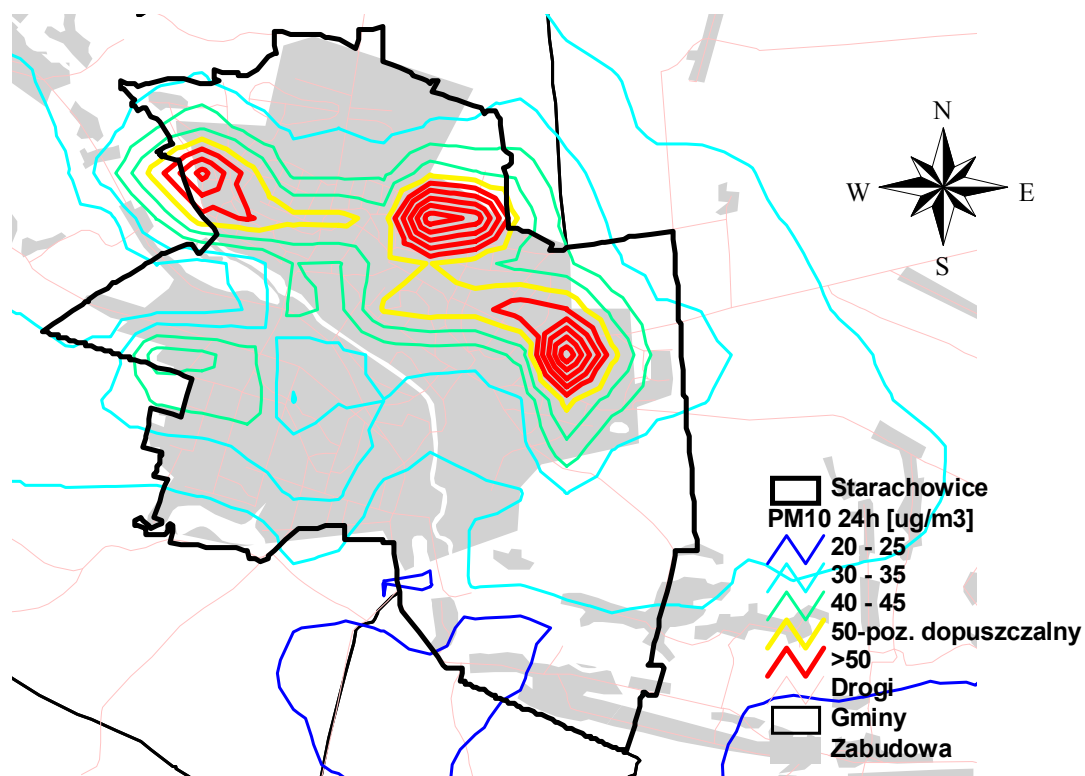 N
W E
S
Starachowice
PM10 24h [ug/m3]
20 - 25
30 - 35
40 - 45
50-poz. dopuszczalny
>50
Drogi
Gminy
Zabudowa